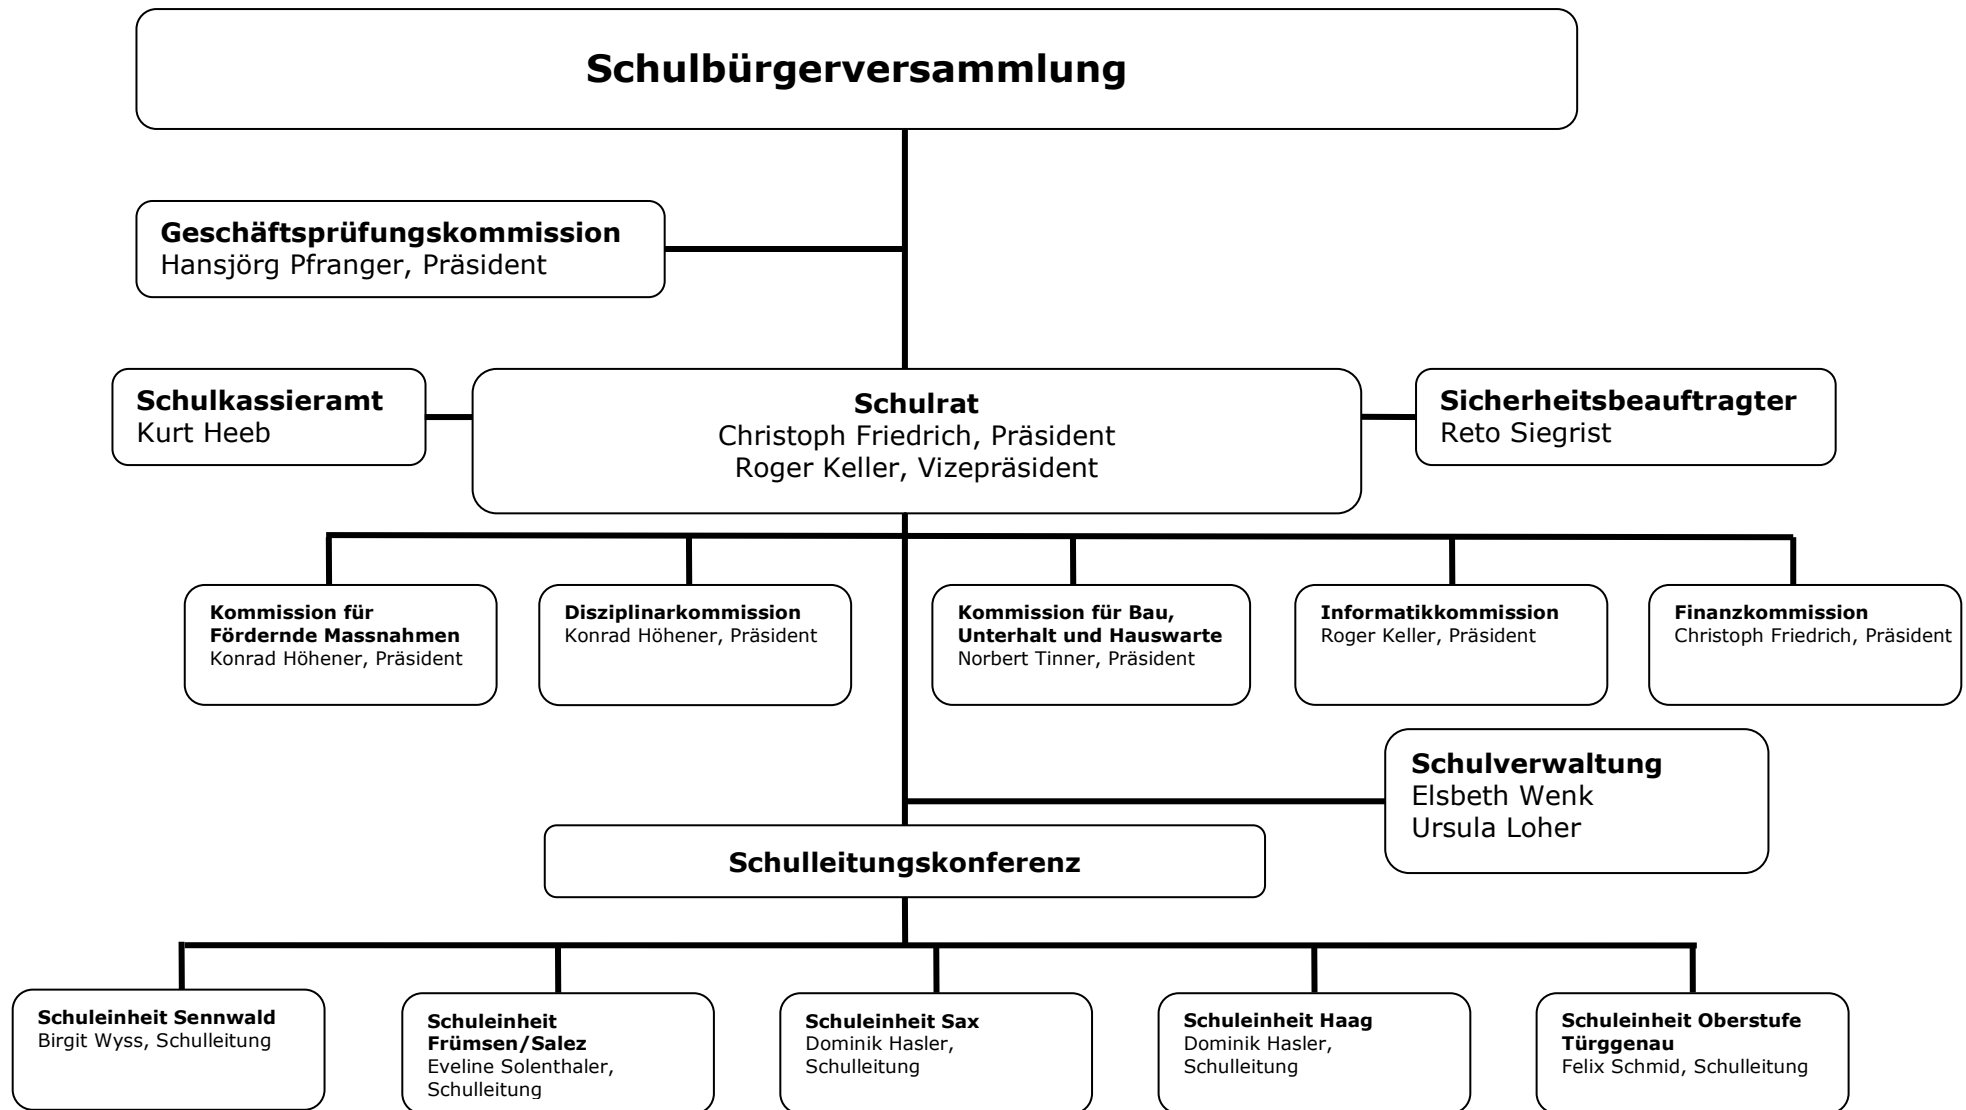 Schulbürgerversammlung
Geschäftsprüfungskommission
Hansjörg Pfranger, Präsident
Schulkassieramt
Kurt Heeb
Schulrat
Christoph Friedrich, Präsident
Roger Keller, Vizepräsident
Sicherheitsbeauftragter
Reto Siegrist
Kommission für
Fördernde Massnahmen
Konrad Höhener, Präsident
Disziplinarkommission
Konrad Höhener, Präsident
Kommission für Bau,
Unterhalt und Hauswarte
Norbert Tinner, Präsident
Informatikkommission
Roger Keller, Präsident
Finanzkommission
Christoph Friedrich, Präsident
Schulverwaltung
Elsbeth Wenk
Ursula Loher
Schulleitungskonferenz
Schuleinheit Sennwald
Birgit Wyss, Schulleitung
Schuleinheit
Frümsen/Salez
Eveline Solenthaler,
Schulleitung
Schuleinheit Sax
Dominik Hasler,
Schulleitung
Schuleinheit Haag
Dominik Hasler,
Schulleitung
Schuleinheit Oberstufe
Türggenau
Felix Schmid, Schulleitung